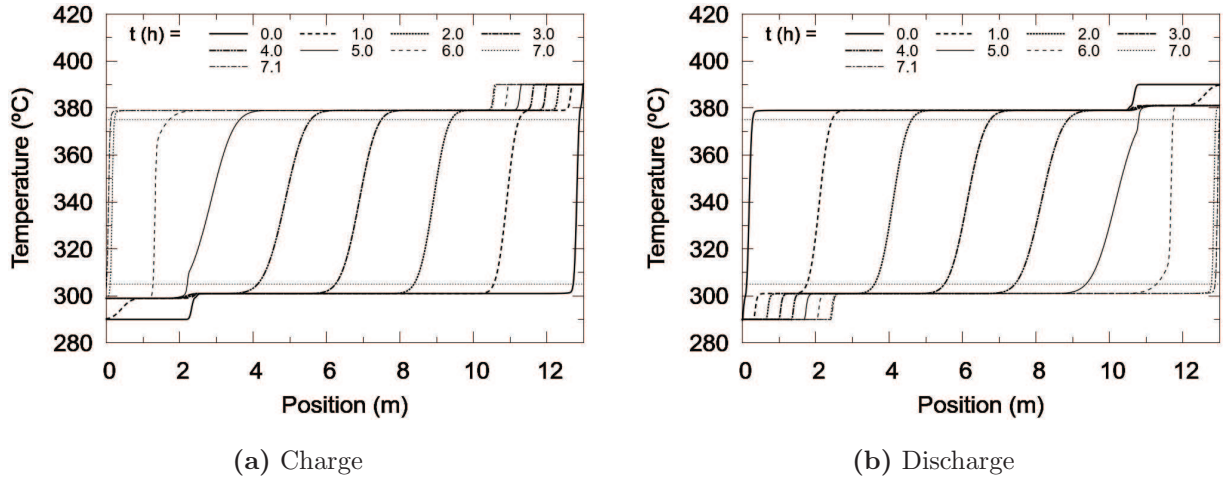 420
400
380
360
340
320
300
280
Temperature (ºC)
t (h) =
0.0 1.0 2.0 3.0
4.0 5.0 6.0 7.0
7.1
0 2 4 6 8 10 12
Position (m)
(a) Charge
420
400
380
360
340
320
300
280
Temperature (ºC)
t (h) =
0.0 1.0 2.0 3.0
4.0 5.0 6.0 7.0
7.1
0 2 4 6 8 10 12
Position (m)
(b) Discharge